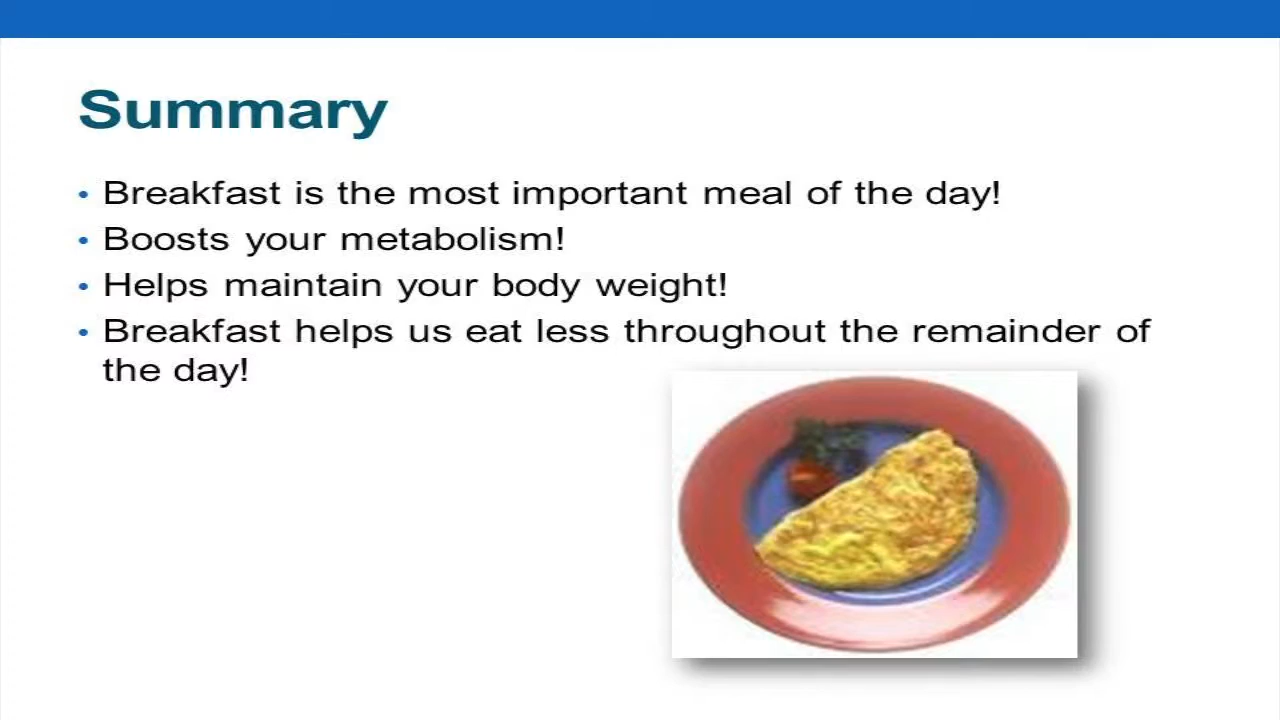 Summary
• Breakfast is the most important meal of the day!
• Boosts your metabolism!
• Helps maintain your body weight!
• Breakfast helps us eat less throughout the remainder of
the day!